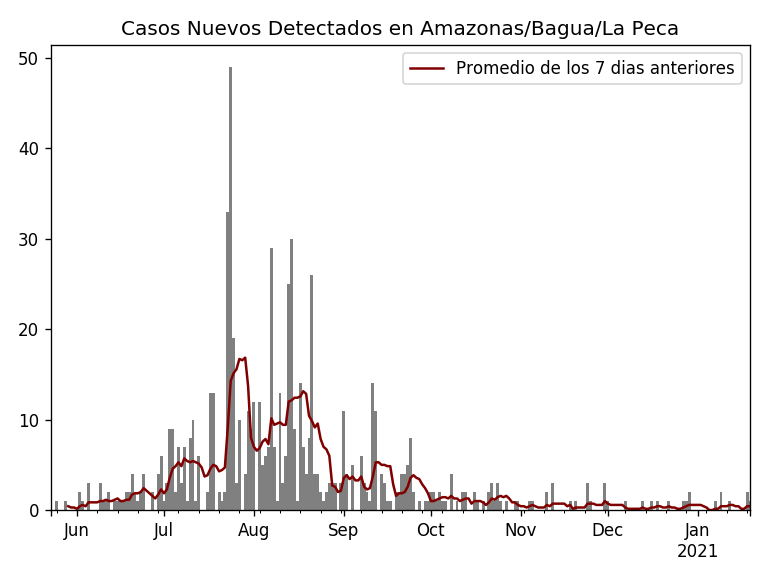 Casos Nuevos Detectados en Amazonas/Bagua/La Peca
Promedio de los 7 dias anteriores
50
40
30
20
10
0
Jun Jul Aug Sep Oct Nov Dec Jan
2021